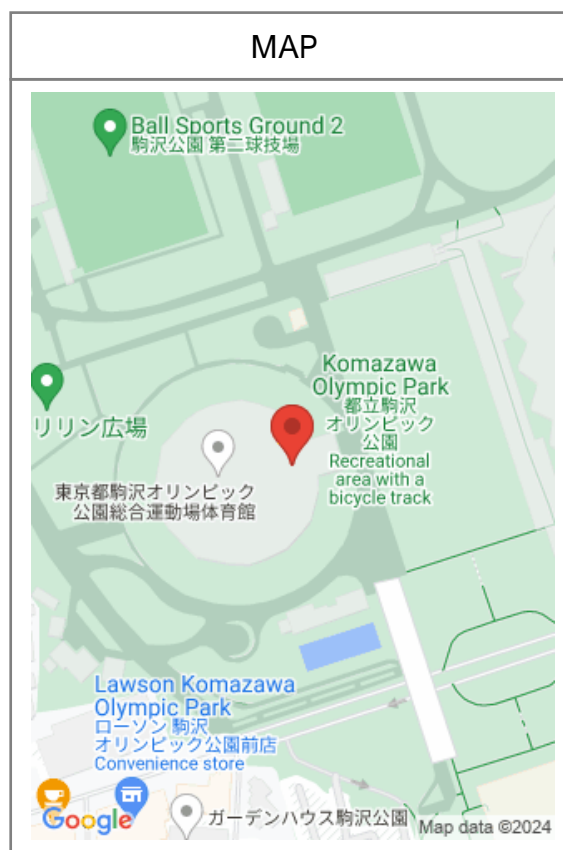 MAP
Ball Sports Ground 2
駒沢公園 第二球技場
Komazawa
Olympic Park
都立駒沢
オリンピック
公園
Recreational
area with a
bicycle track
リリン広場
東京都駒沢オリンピック
公園総合運動場体育館
Lawson Komazawa
Olympic Park
ローソン 駒沢
オリンピック公園前店
Convenience store
ガーデンハウス駒沢公園
Google
Map data ©2024